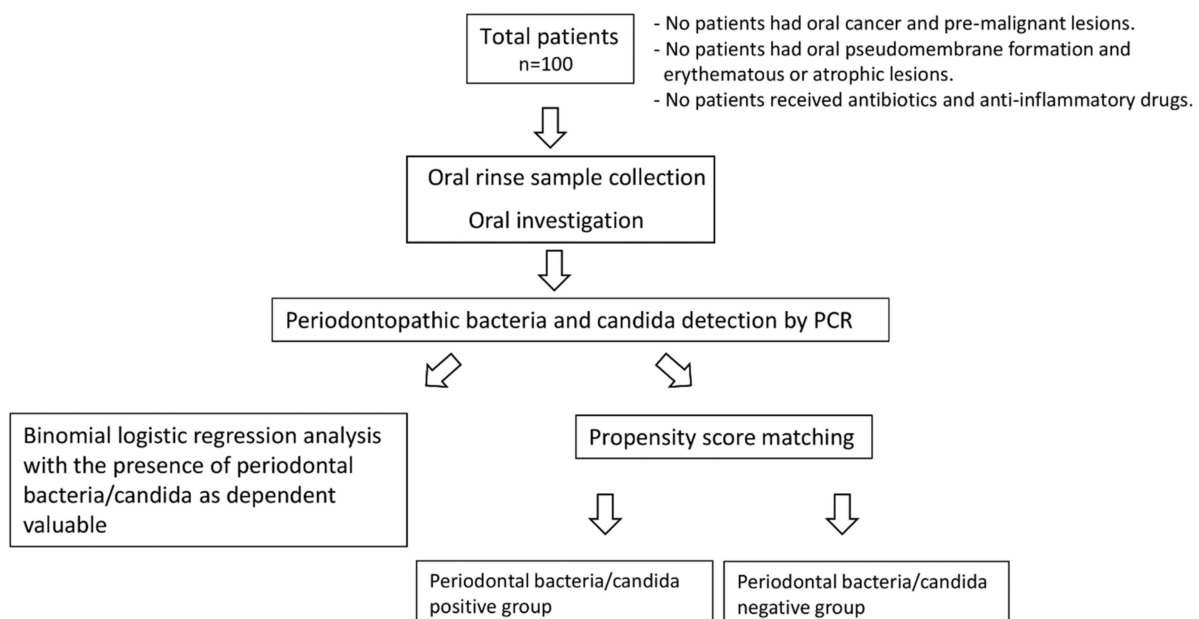 Total patients
n=100
- No patients had oral cancer and pre-malignant lesions.
- No patients had oral pseudomembrane formation and
erythematous or atrophic lesions.
- No patients received antibiotics and anti-inflammatory drugs.
Oral rinse sample collection
Oral investigation
Periodontopathic bacteria and candida detection by PCR
Binomial logistic regression analysis
with the presence of periodontal
bacteria/candida as dependent
valuable
Propensity score matching
Periodontal bacteria/candida
positive group
Periodontal bacteria/candida
negative group